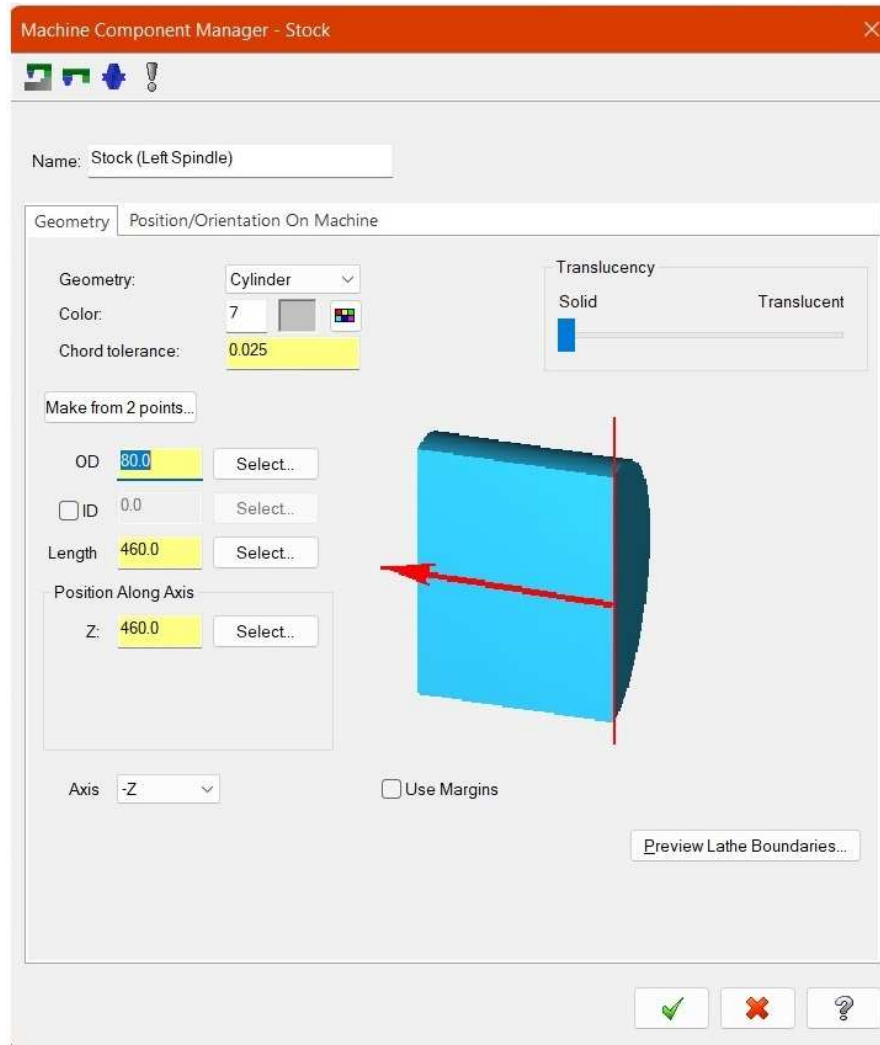 Machine Component Manager - Stock
Name: Stock (Left Spindle)
Geometry Position/Orientation On Machine
Geometry: Cylinder
Color: 7
Chord tolerance: 0.025
Translucency
Solid Translucent
Make from 2 points...
OD 80.0 Select...
ID 0.0 Select...
Length 460.0 Select...
Position Along Axis
Z: 460.0 Select...
Axis -Z
Use Margins
Preview Lathe Boundaries...